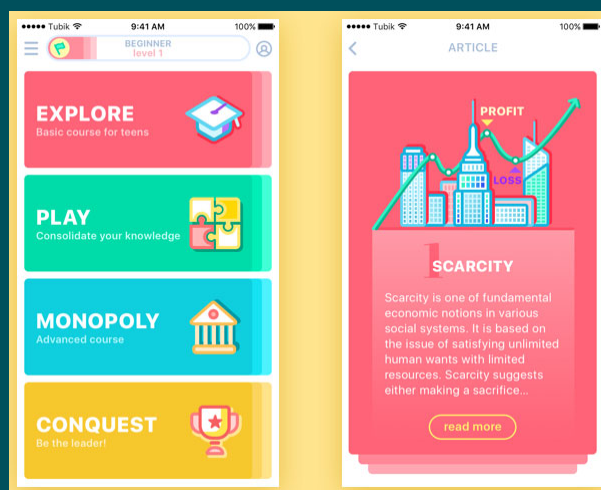 Tubik 9:41 AM 100%
BEGINNER
level 1
EXPLORE
Basic course for teens
PLAY
Consolidate your knowledge
MONOPOLY
Advanced course
CONQUEST
Be the leader!
Tubik 9:41 AM 100%
ARTICLE
PROFIT
LOSS
1
SCARCITY
Scarcity is one of fundamental
economic notions in various
social systems. It is based on
the issue of satisfying unlimited
human wants with limited
resources. Scarcity suggests
either making a sacrifice...
read more